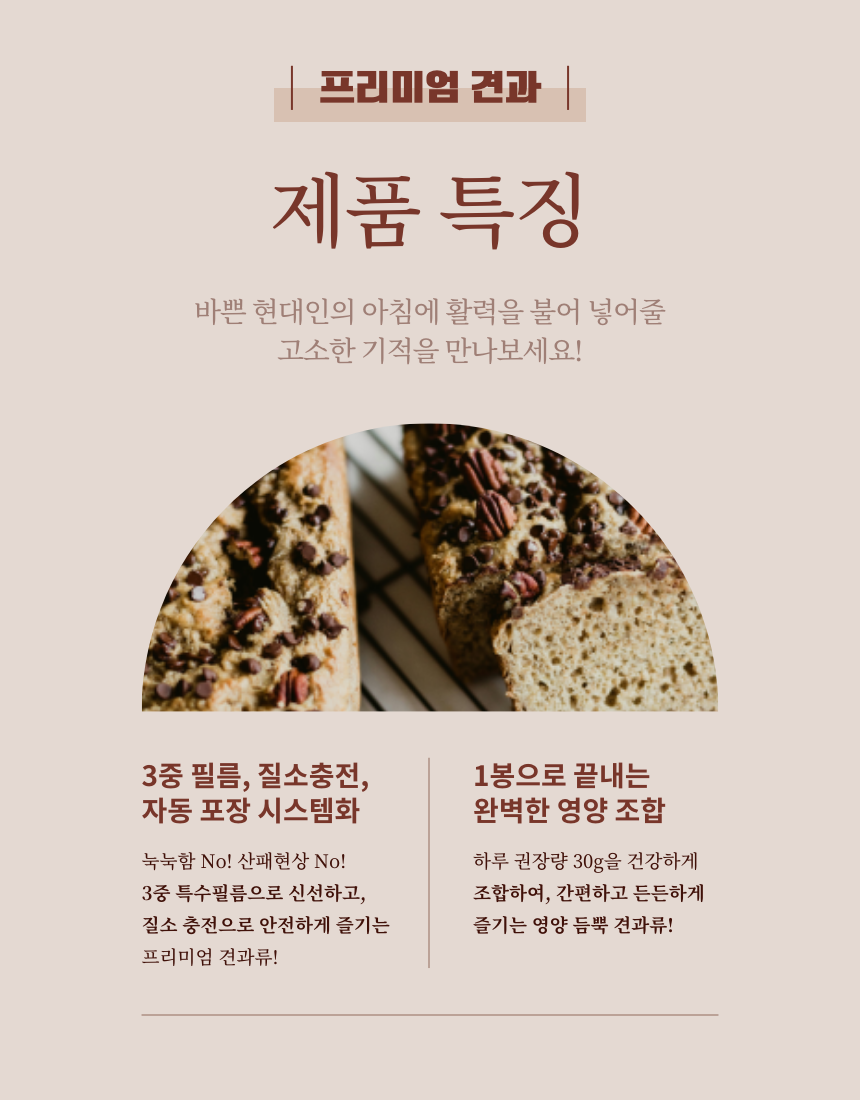 프리미엄 견과
제품 특징
바쁜 현대인의 아침에 활력을 불어 넣어줄
고소한 기적을 만나보세요!
3중 필름, 질소충전,
자동 포장 시스템화
눅눅함 No! 산패현상 No!
3중 특수필름으로 신선하고,
질소 충전으로 안전하게 즐기는
프리미엄 견과류!
1봉으로 끝내는
완벽한 영양 조합
하루 권장량 30g을 건강하게
조합하여, 간편하고 든든하게
즐기는 영양 듬뿍 견과류!